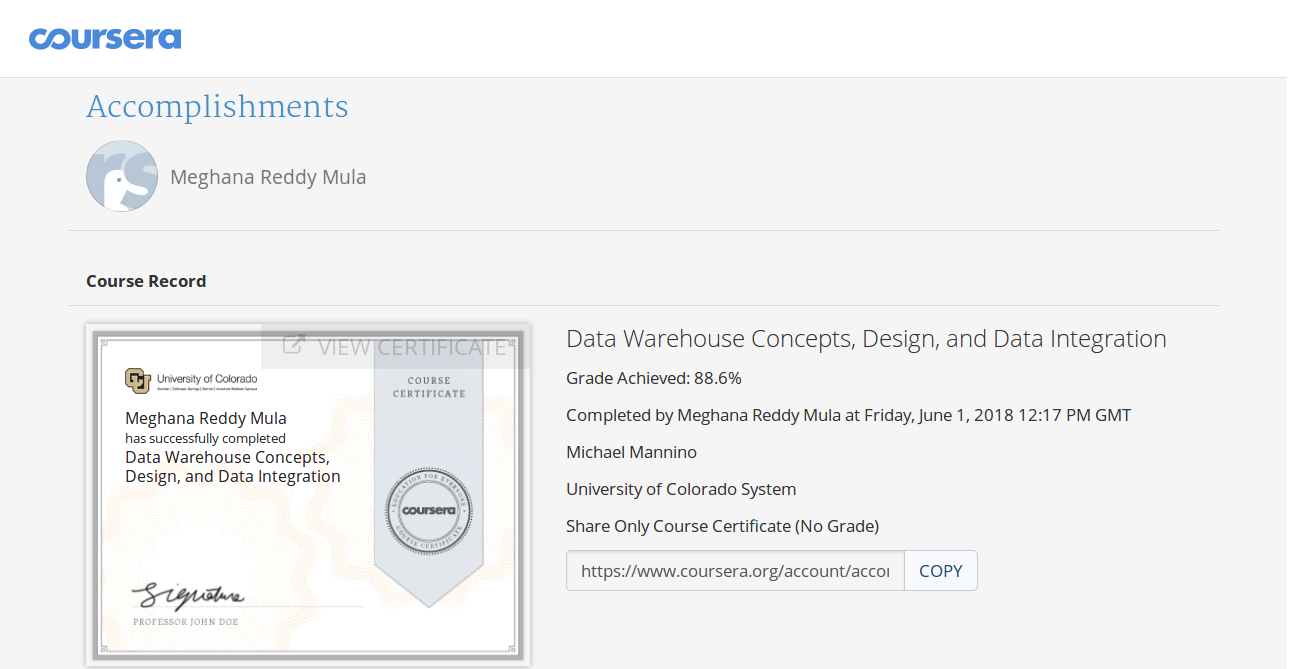 coursera
Accomplishments
Meghana Reddy Mula
Course Record
VIEW CERTIFICATE
University of Colorado
Boulder | Colorado Springs | Denver | Anschutz Medical Campus
COURSE
CERTIFICATE
Meghana Reddy Mula
has successfully completed
Data Warehouse Concepts,
Design, and Data Integration
EDUCATION FOR EVERYONE
coursera
COURSE CERTIFICATE
Signature
PROFESSOR JOHN DOE
Data Warehouse Concepts, Design, and Data Integration
Grade Achieved: 88.6%
Completed by Meghana Reddy Mula at Friday, June 1, 2018 12:17 PM GMT
Michael Mannino
University of Colorado System
Share Only Course Certificate (No Grade)
https://www.coursera.org/account/accor
COPY